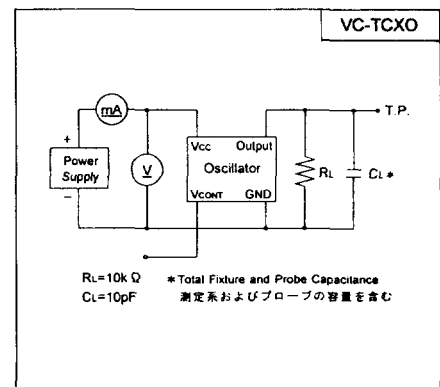 VC-TCXO
mA
T.P.
+
Power
Supply
−
V
Vcc Output
Oscillator
VCONT GND
RL
CL*
RL=10k Ω
CL=10pF
* Total Fixture and Probe Capacitance
測定系およびプローブの容量を含む